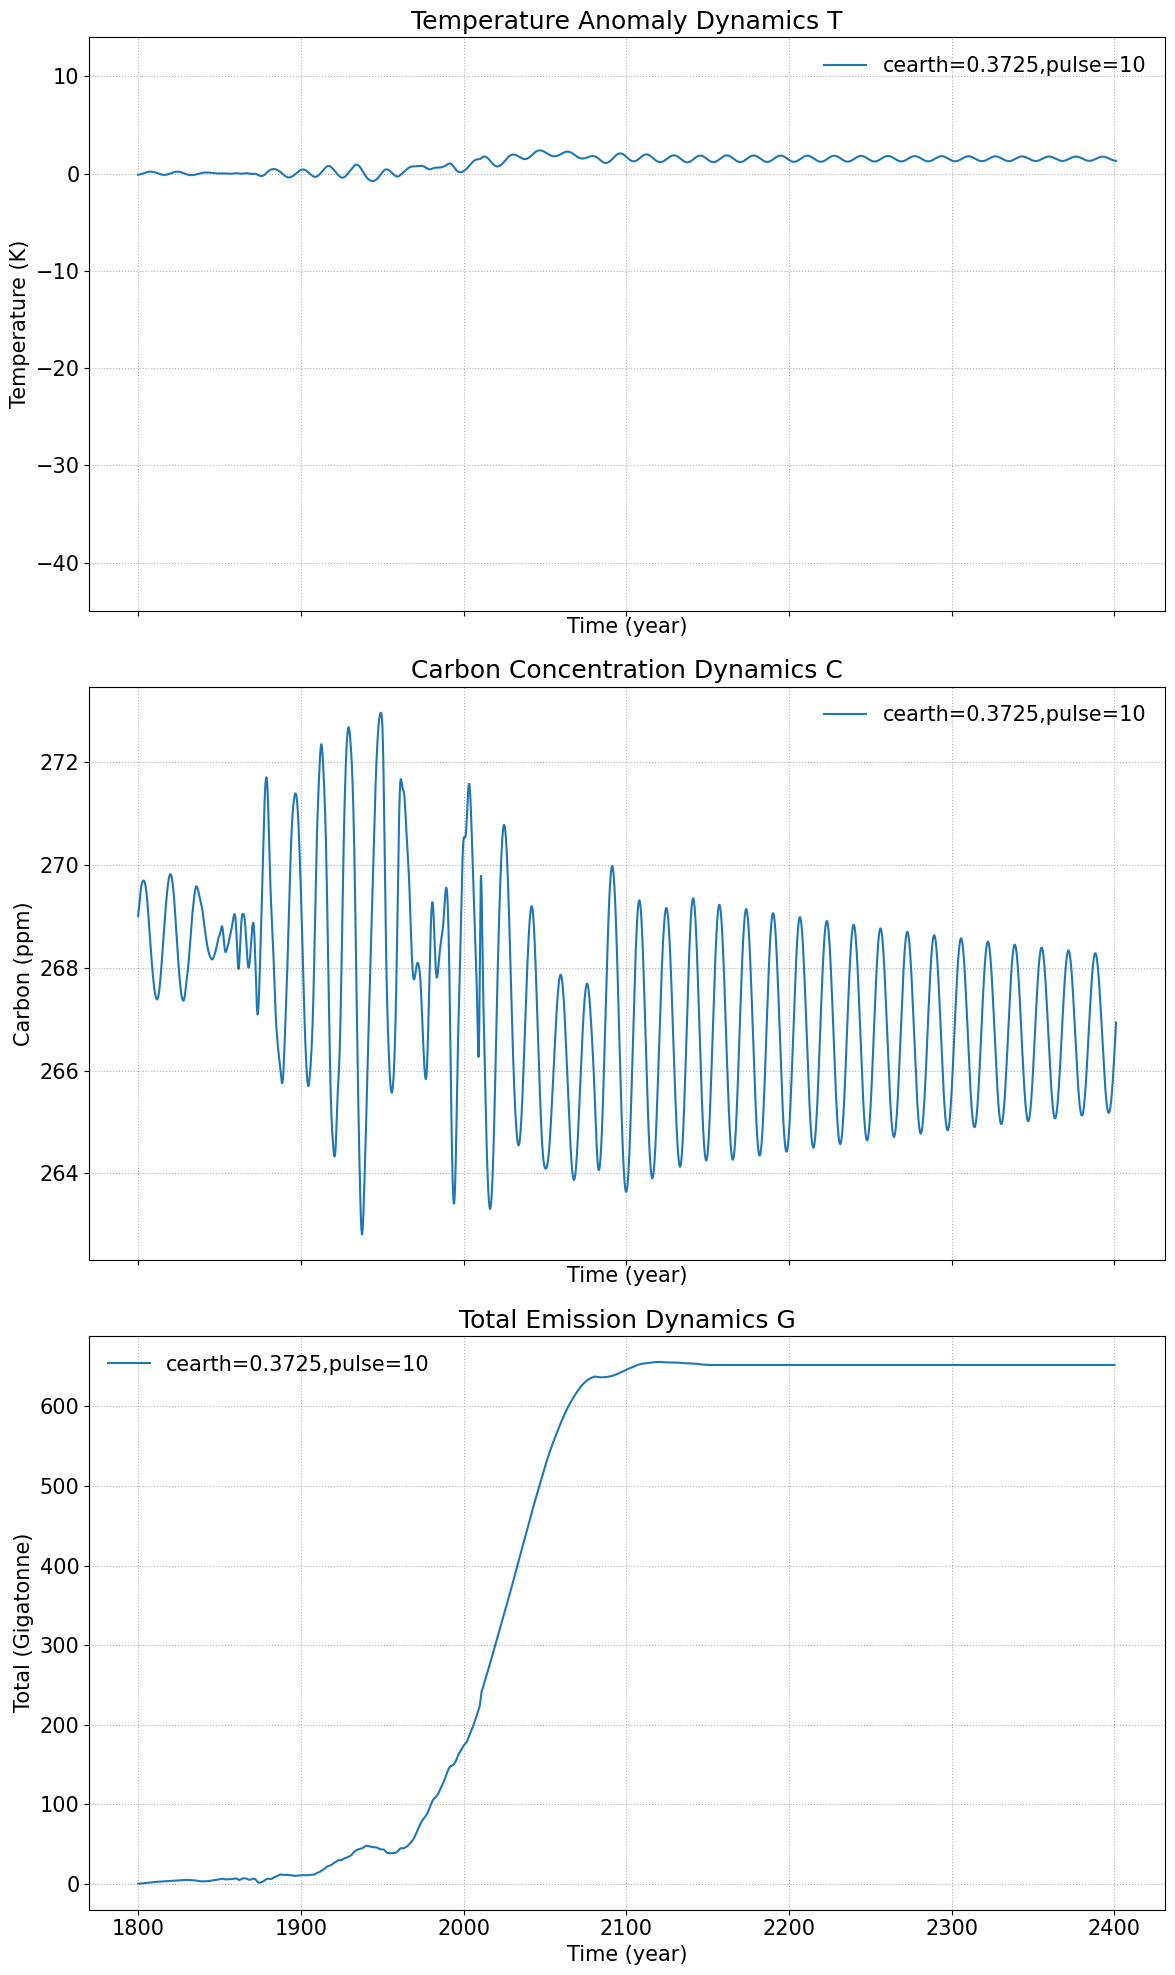 Temperature Anomaly Dynamics T
cearth=0.3725,pulse=10
10
0
−10
−20
−30
−40
Temperature (K)
Time (year)
Carbon Concentration Dynamics C
cearth=0.3725,pulse=10
272
270
268
266
264
Carbon (ppm)
Time (year)
Total Emission Dynamics G
cearth=0.3725,pulse=10
600
500
400
300
200
100
0
Total (Gigatonne)
1800 1900 2000 2100 2200 2300 2400
Time (year)